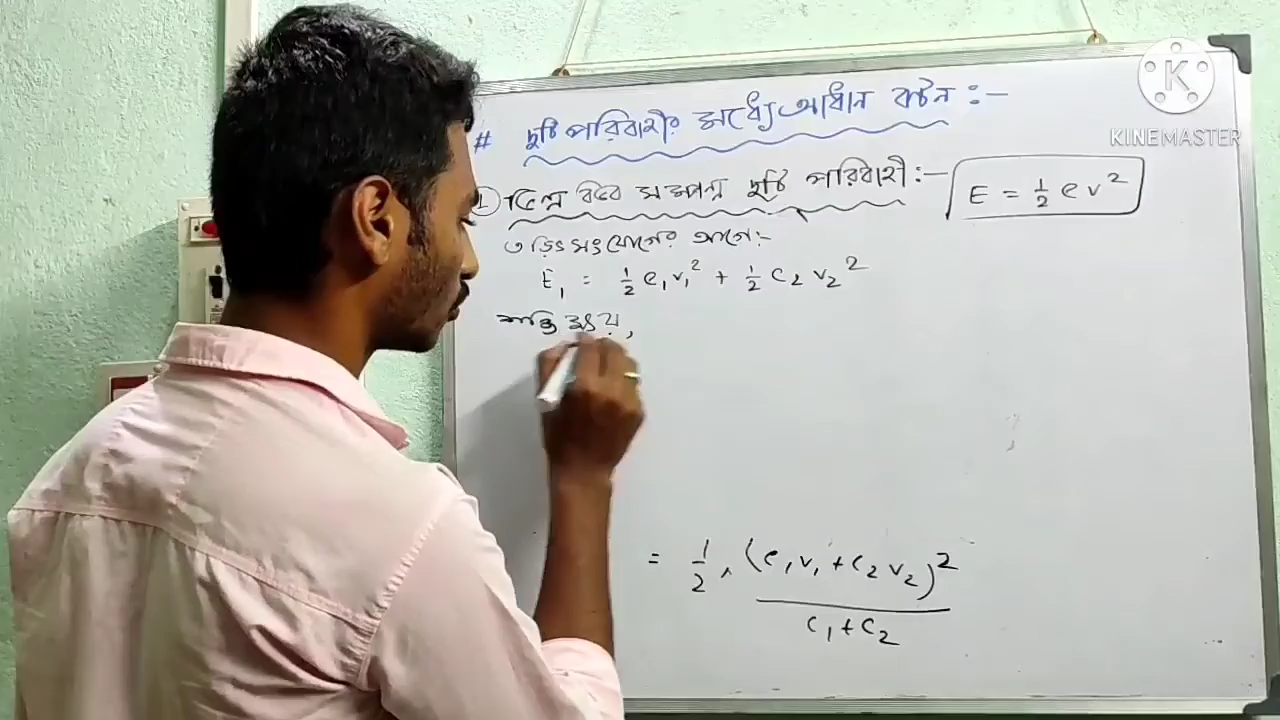 # দুটি পরিবাহীর মধ্যে আধান বন্টন :-
① ভিন্ন বিভব সম্পন্ন দুটি পরিবাহী :-
E = 1/2 CV²
তড়িৎ সংযোগের আগে :-
E₁ = 1/2 C₁V₁² + 1/2 C₂V₂²
শক্তি ক্ষয়,
= 1/2 × (C₁V₁ + C₂V₂)² / C₁ + C₂
K
KINEMASTER